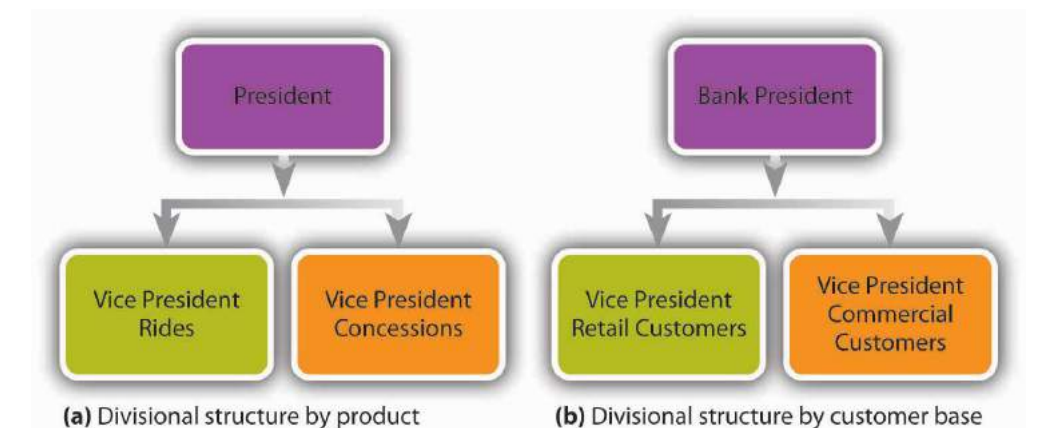 President
Vice President
Rides
Vice President
Concessions
(a) Divisional structure by product
Bank President
Vice President
Retail Customers
Vice President
Commercial
Customers
(b) Divisional structure by customer base